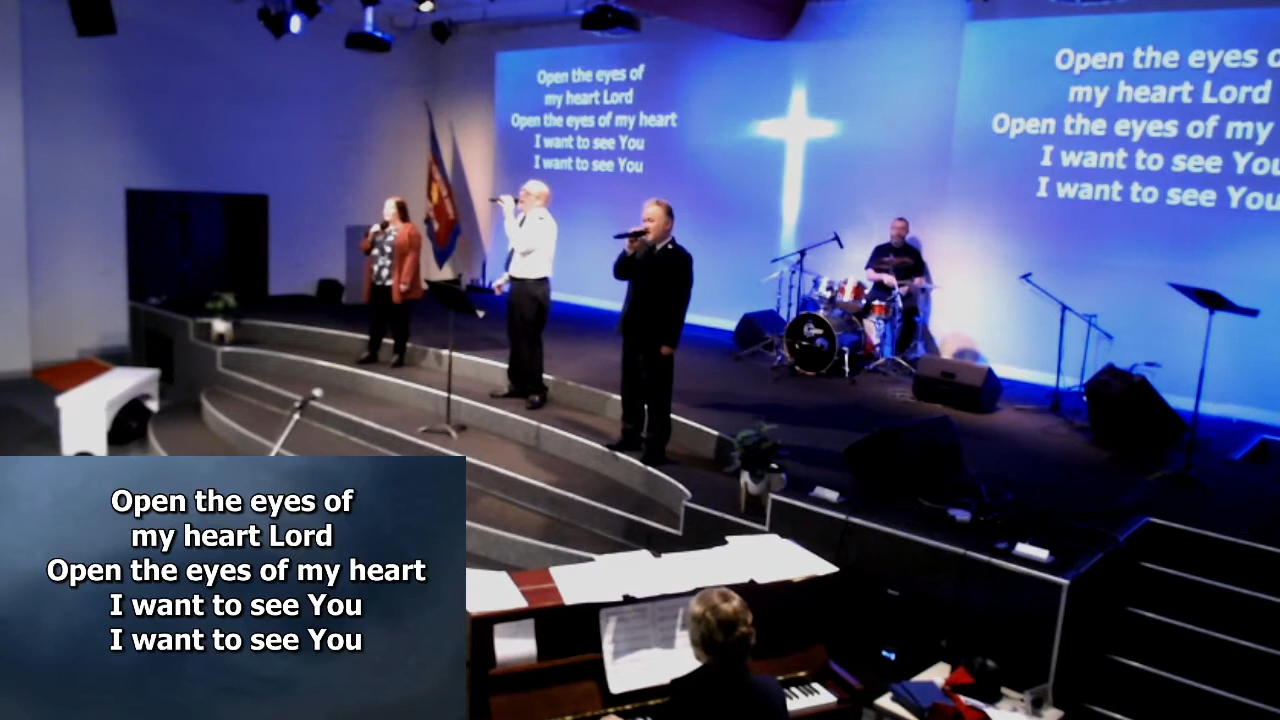 Open the eyes of
my heart Lord
Open the eyes of my heart
I want to see You
I want to see You
Open the eyes o
my heart Lord
Open the eyes of my
I want to see You
I want to see You
Open the eyes of
my heart Lord
Open the eyes of my heart
I want to see You
I want to see You